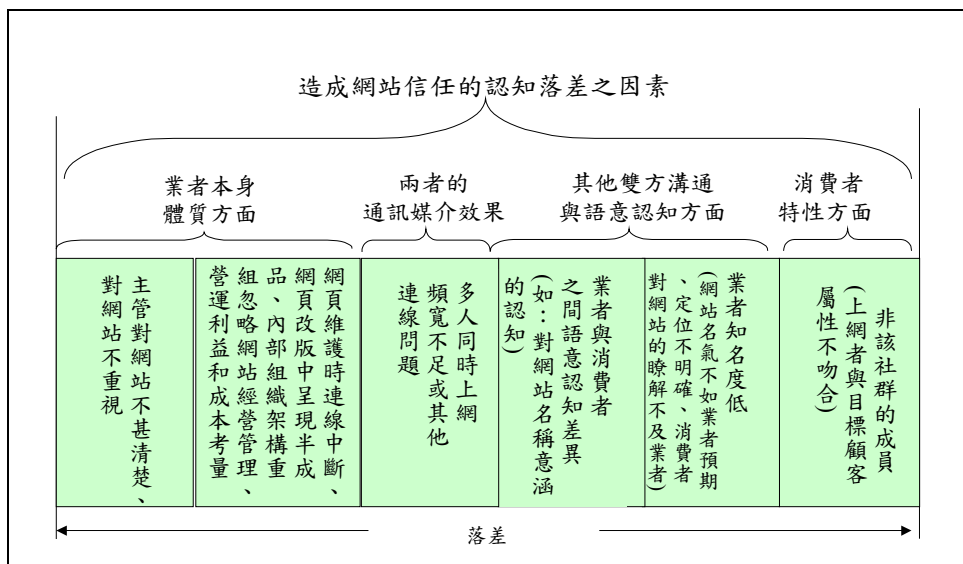 造成網站信任的認知落差之因素
業者本身
體質方面
兩者的
通訊媒介效果
其他雙方溝通
與語意認知方面
消費者
特性方面
主管對網站不甚清楚、
對網站不重視
網頁維護時連線中斷、
網頁改版中呈現半成
品、內部組織架構重
組忽略網站經營管理、
營運利益和成本考量
多人同時上網
頻寬不足或其他
連線問題
業者與消費者
之間語意認知差異
(如：對網站名稱意涵
的認知)
業者知名度低
(網站名氣不如業者預期
、定位不明確、消費者
對網站的瞭解不及業者)
非該社群的成員
(上網者與目標顧客
屬性不吻合)
落差